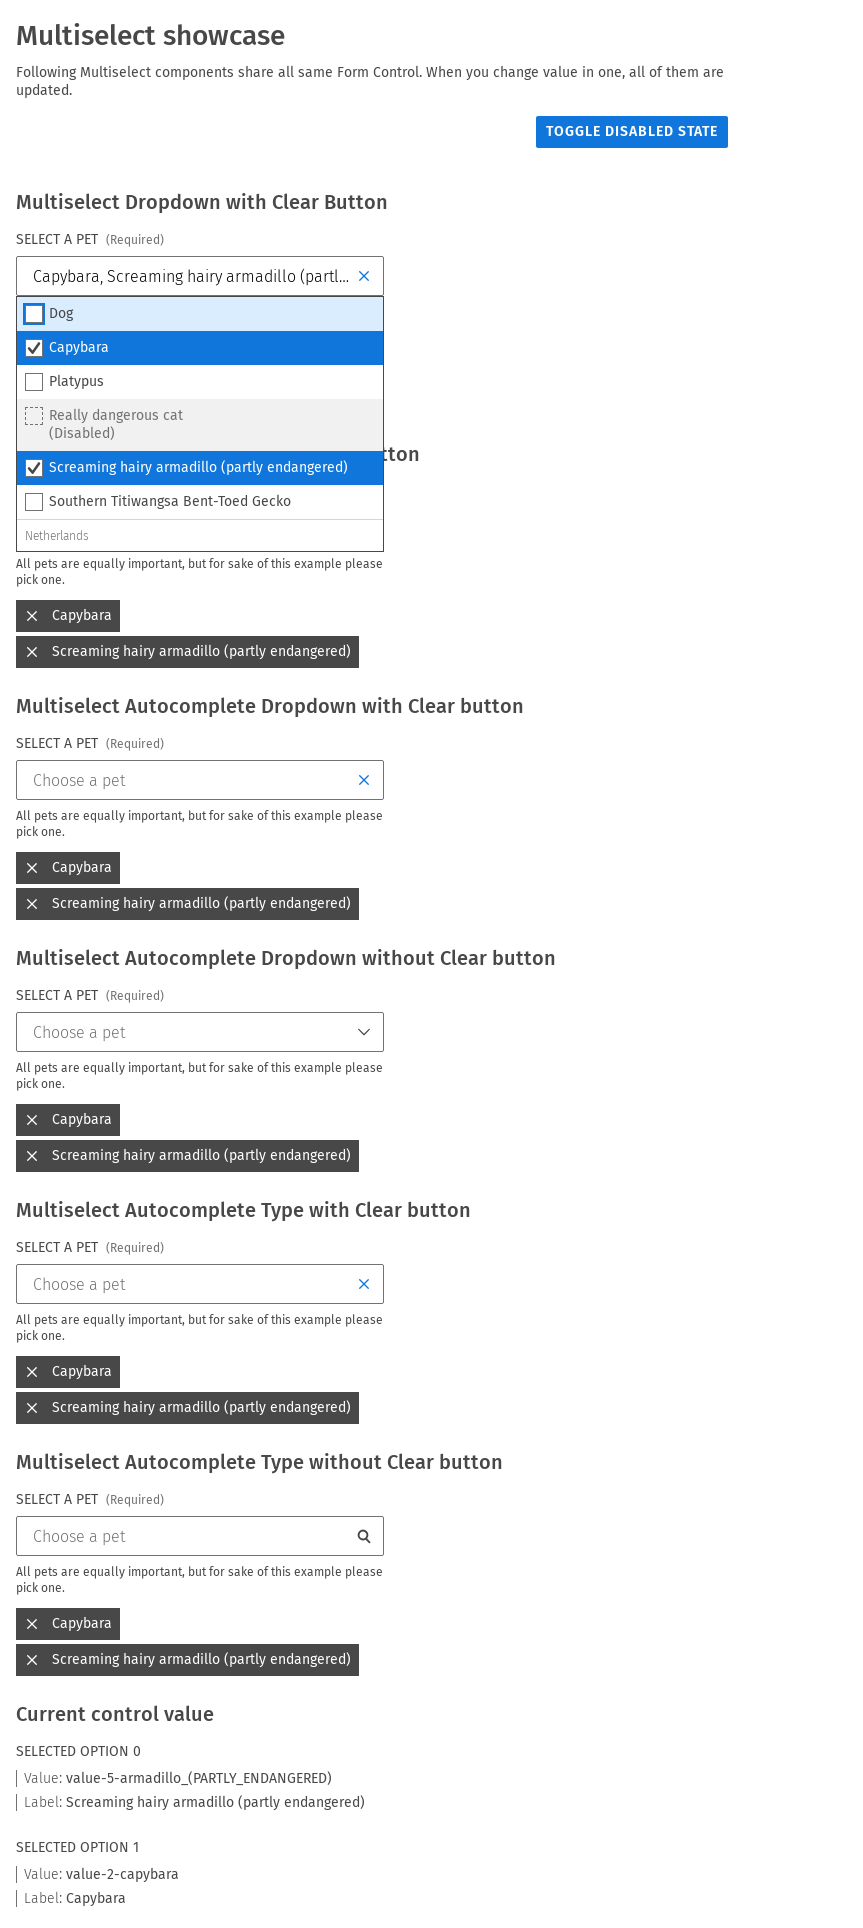 Multiselect showcase
Following Multiselect components share all same Form Control. When you change value in one, all of them are
updated.
TOGGLE DISABLED STATE
Multiselect Dropdown with Clear Button
SELECT A PET (Required)
Capybara, Screaming hairy armadillo (partl...
Dog
Capybara
Platypus
Really dangerous cat
(Disabled)
tton
Screaming hairy armadillo (partly endangered)
Southern Titiwangsa Bent-Toed Gecko
Netherlands
All pets are equally important, but for sake of this example please
pick one.
Capybara
Screaming hairy armadillo (partly endangered)
Multiselect Autocomplete Dropdown with Clear button
SELECT A PET (Required)
Choose a pet
All pets are equally important, but for sake of this example please
pick one.
Capybara
Screaming hairy armadillo (partly endangered)
Multiselect Autocomplete Dropdown without Clear button
SELECT A PET (Required)
Choose a pet
All pets are equally important, but for sake of this example please
pick one.
Capybara
Screaming hairy armadillo (partly endangered)
Multiselect Autocomplete Type with Clear button
SELECT A PET (Required)
Choose a pet
All pets are equally important, but for sake of this example please
pick one.
Capybara
Screaming hairy armadillo (partly endangered)
Multiselect Autocomplete Type without Clear button
SELECT A PET (Required)
Choose a pet
All pets are equally important, but for sake of this example please
pick one.
Capybara
Screaming hairy armadillo (partly endangered)
Current control value
SELECTED OPTION 0
Value: value-5-armadillo_(PARTLY_ENDANGERED)
Label: Screaming hairy armadillo (partly endangered)
SELECTED OPTION 1
Value: value-2-capybara
Label: Capybara